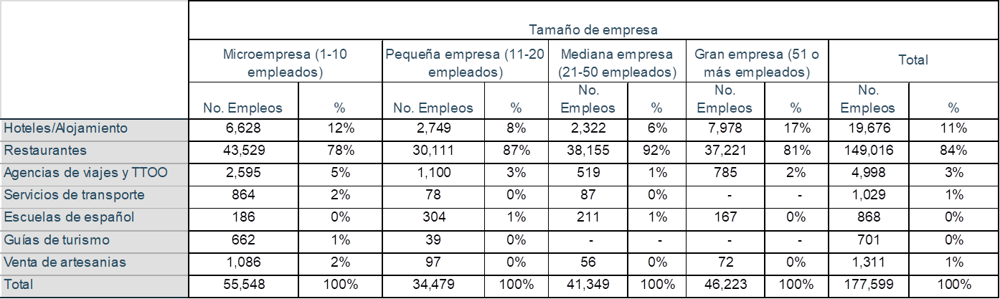 Tamaño de empresa
Microempresa (1-10 empleados) Pequeña empresa (11-20 empleados) Mediana empresa (21-50 empleados) Gran empresa (51 o más empleados) Total
No. Empleos % No. Empleos % No. Empleos % No. Empleos % No. Empleos %
Hoteles/Alojamiento 6,628 12% 2,749 8% 2,322 6% 7,978 17% 19,676 11%
Restaurantes 43,529 78% 30,111 87% 38,155 92% 37,221 81% 149,016 84%
Agencias de viajes y TTOO 2,595 5% 1,100 3% 519 1% 785 2% 4,998 3%
Servicios de transporte 864 2% 78 0% 87 0% - - 1,029 1%
Escuelas de español 186 0% 304 1% 211 1% 167 0% 868 0%
Guías de turismo 662 1% 39 0% - - - - 701 0%
Venta de artesanias 1,086 2% 97 0% 56 0% 72 0% 1,311 1%
Total 55,548 100% 34,479 100% 41,349 100% 46,223 100% 177,599 100%